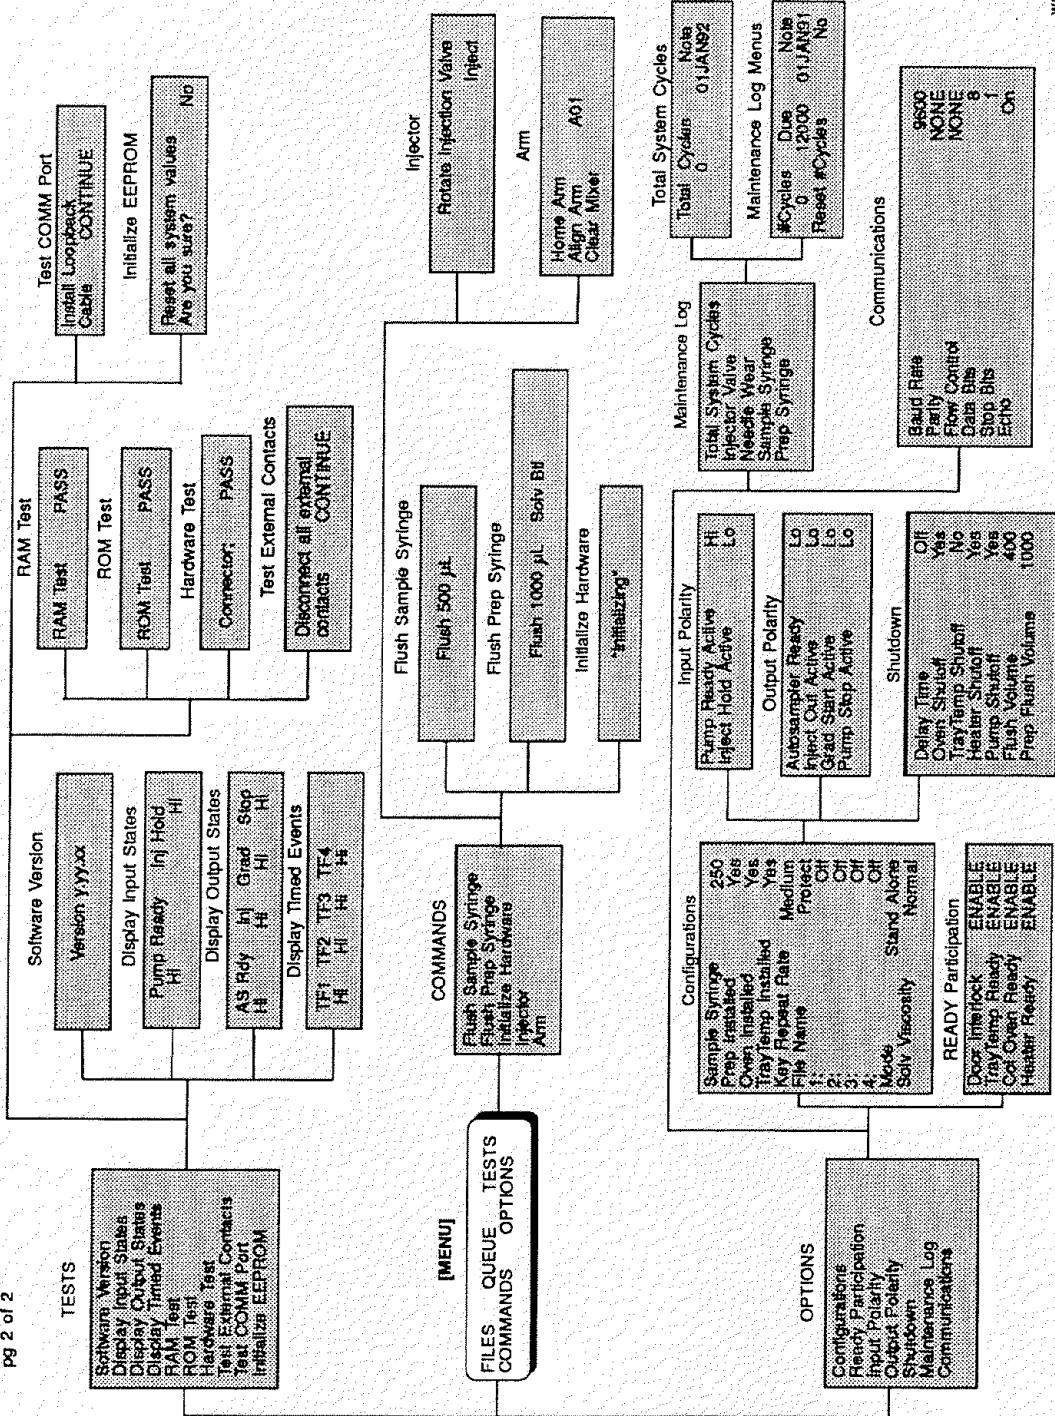 pg 2 of 2
TESTS
Software Version
Display Input States
Display Output States
Display Timed Events
RAM Test
ROM Test
Hardware Test
Test External Contacts
Test COMM Port
Initialize EEPROM
Software Version
Version y.yy.xx
Display Input States
Pump Ready Inj Hold
Hi Hi
Display Output States
AS Rdy Inj Grad Stop
Hi Hi Hi Hi
Display Timed Events
TF1 TF2 TF3 TF4
Hi Hi Hi Hi
RAM Test
RAM Test PASS
ROM Test
ROM Test PASS
Hardware Test
Connector: PASS
Test External Contacts
Disconnect all external
contacts CONTINUE
Test COMM Port
Install Loopback
Cable CONTINUE
Initialize EEPROM
Reset all system values
Are you sure? No
[MENU]
FILES QUEUE TESTS
COMMANDS OPTIONS
COMMANDS
Flush Sample Syringe
Flush Prep Syringe
Initialize Hardware
Injector
Arm
Flush Sample Syringe
Flush 500 µL
Flush Prep Syringe
Flush 1000 µL Solv Btl
Initialize Hardware
"Initializing"
Injector
Rotate Injection Valve
Inject
Arm
Home Arm
Align Arm A01
Clear Mixer
OPTIONS
Configurations
Ready Participation
Input Polarity
Output Polarity
Shutdown
Maintenance Log
Communications
Configurations
Sample Syringe 250
Prep Installed Yes
Oven Installed Yes
TrayTemp Installed Yes
Key Repeat Rate Medium
File Name Protect
1: Off
2: Off
3: Off
4: Off
Mode Stand Alone
Solv Viscosity Normal
READY Participation
Door Interlock ENABLE
TrayTemp Ready ENABLE
Col Oven Ready ENABLE
Heater Ready ENABLE
Input Polarity
Pump Ready Active Hi
Inject Hold Active Lo
Output Polarity
Autosampler Ready Lo
Inject Out Active Lo
Grad Start Active Lo
Pump Stop Active Lo
Shutdown
Delay Time Off
Oven Shutoff Yes
TrayTemp Shutoff No
Heater Shutoff Yes
Pump Shutoff Yes
Flush Volume 400
Prep Flush Volume 1000
Maintenance Log
Total System Cycles
Injector Valve
Needle Wear
Sample Syringe
Prep Syringe
Total System Cycles
Total Cycles Note
0 01JAN92
Maintenance Log Menus
#Cycles Due Note
0 12000 01JAN91
Reset #Cycles No
Communications
Baud Rate 9600
Parity NONE
Flow Control NONE
Data Bits 8
Stop Bits 1
Echo On